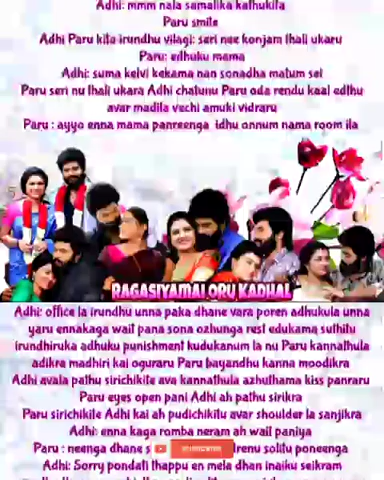 Adhi: mmm nala samalika kathukita
Paru smile
Adhi Paru kita irundhu vilagi: seri nee konjam thali ukaru
Paru: edhuku mama
Adhi: suma kelvi kekama nan sonadha matum sei
Paru seri nu thali ukara Adhi chatunu Paru oda rendu kaal edthu
avar madila vechi amuki vidraru
Paru : ayyo enna mama panreenga idhu onnum nama room ila
RAGASIYAMAI ORU KADHAL
Adhi: office la irundhu unna paka dhane vara poren adhukula unna
yaru ennakaga wait pana sona ozhunga rest edukama suthitu
irundhiruka adhuku punishment kudukanum la nu Paru kannathula
adikra madhiri kai oguraru Paru bayandhu kanna moodikra
Adhi avala pathu sirichikite ava kannathula azhuthama kiss panraru
Paru eyes open pani Adhi ah pathu sirikra
Paru sirichikite Adhi kai ah pudichikitu avar shoulder la sanjikra
Adhi: enna kaga romba neram ah wait paniya
Paru : neenga dhane s SUBSCRIBE drenu solitu poneenga
Adhi: Sorry pondati thappu en mela dhan inaiku seikram